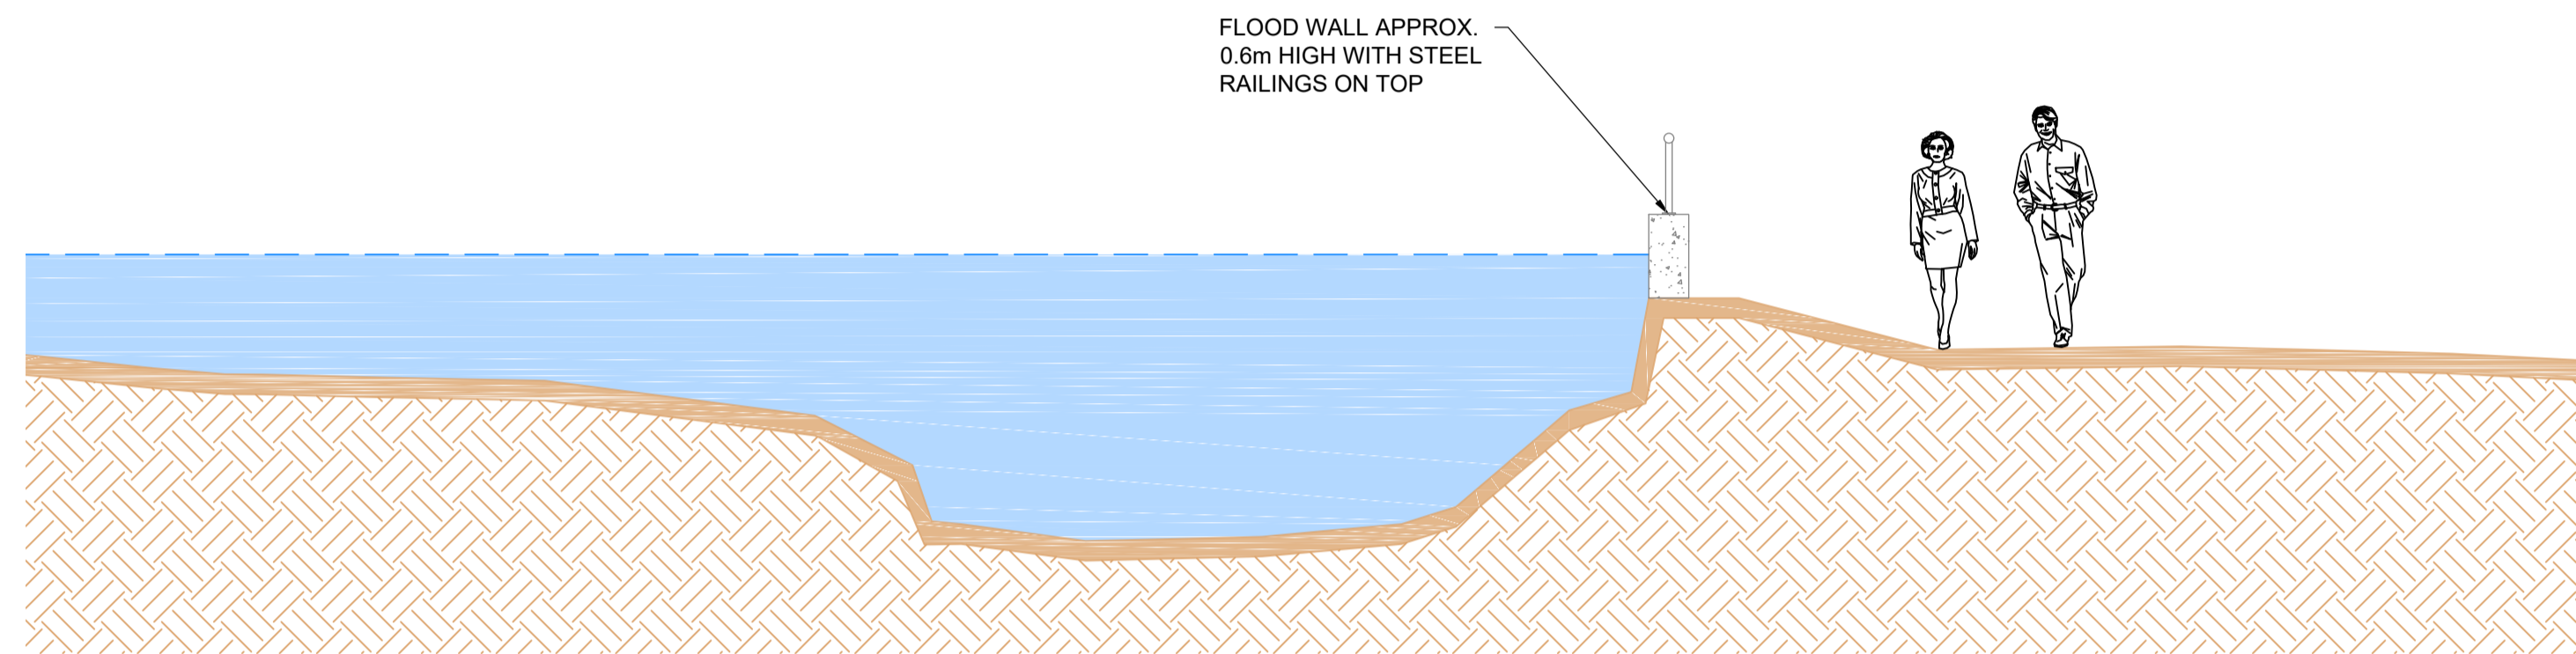 FLOOD WALL APPROX.
0.6m HIGH WITH STEEL
RAILINGS ON TOP